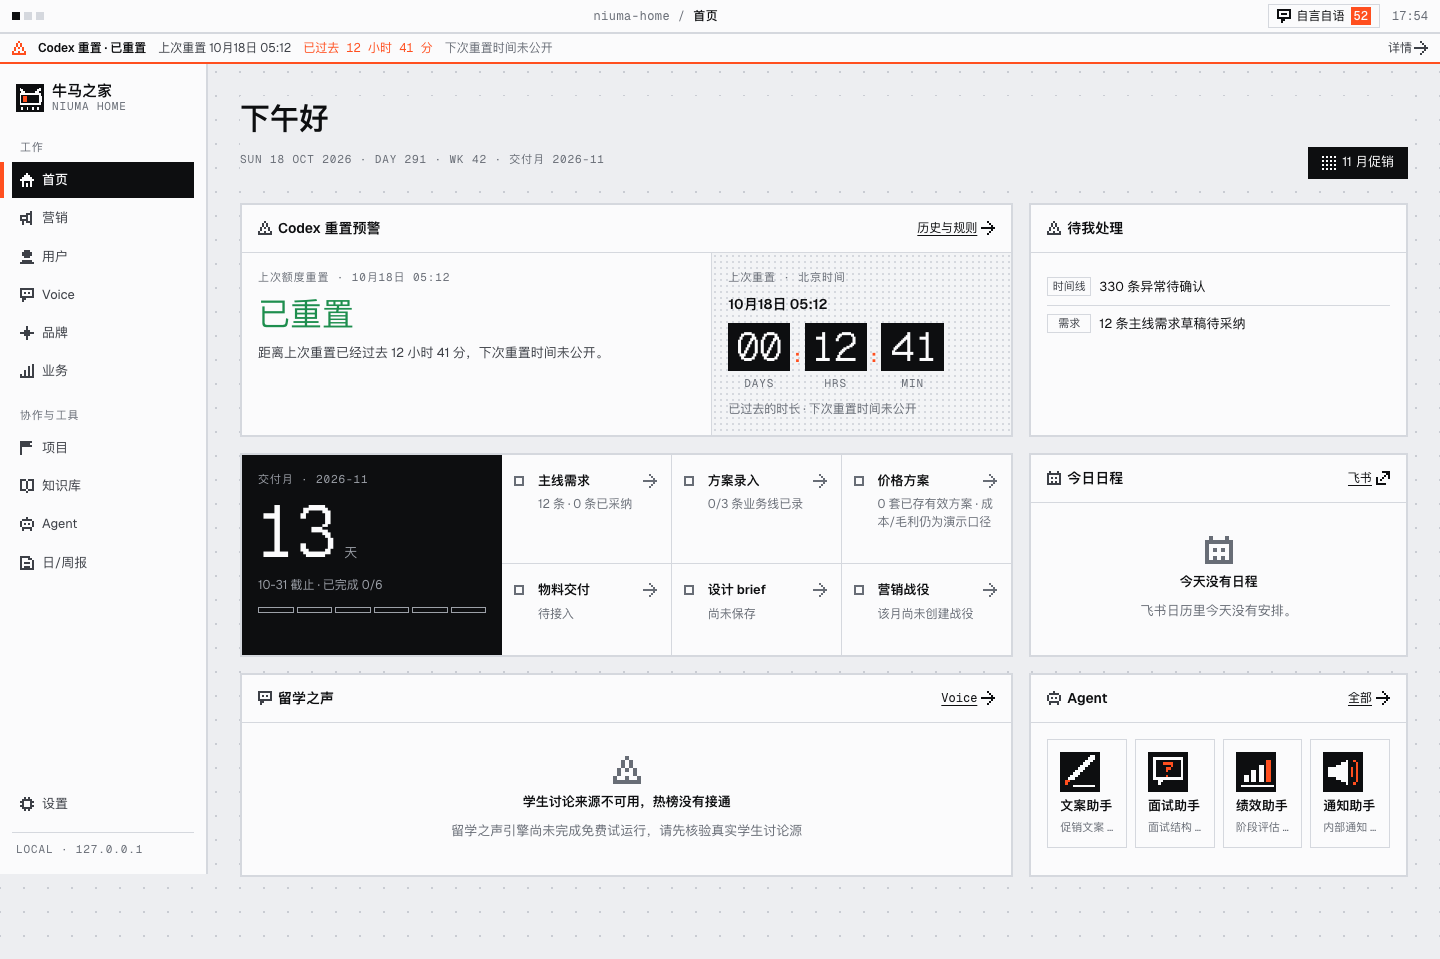 niuma-home / 首页
自言自语 52
17:54
Codex 重置 · 已重置 上次重置 10月18日 05:12 已过去 12 小时 41 分 下次重置时间未公开
详情
牛马之家
NIUMA HOME
工作
首页
营销
用户
Voice
品牌
业务
协作与工具
项目
知识库
Agent
日/周报
设置
LOCAL · 127.0.0.1
下午好
SUN 18 OCT 2026 · DAY 291 · WK 42 · 交付月 2026-11
11 月促销
Codex 重置预警
历史与规则
上次额度重置 · 10月18日 05:12
已重置
距离上次重置已经过去 12 小时 41 分，下次重置时间未公开。
上次重置 · 北京时间
10月18日 05:12
00 : 12 : 41
DAYS HRS MIN
已过去的时长 · 下次重置时间未公开
待我处理
时间线 330 条异常待确认
需求 12 条主线需求草稿待采纳
交付月 · 2026-11
13 天
10-31 截止 · 已完成 0/6
主线需求
12 条 · 0 条已采纳
方案录入
0/3 条业务线已录
价格方案
0 套已存有效方案 · 成
本/毛利仍为演示口径
物料交付
待接入
设计 brief
尚未保存
营销战役
该月尚未创建战役
今日日程
飞书
今天没有日程
飞书日历里今天没有安排。
留学之声
Voice
学生讨论来源不可用，热榜没有接通
留学之声引擎尚未完成免费试运行，请先核验真实学生讨论源
Agent
全部
文案助手
促销文案 ...
面试助手
面试结构 ...
绩效助手
阶段评估 ...
通知助手
内部通知 ...